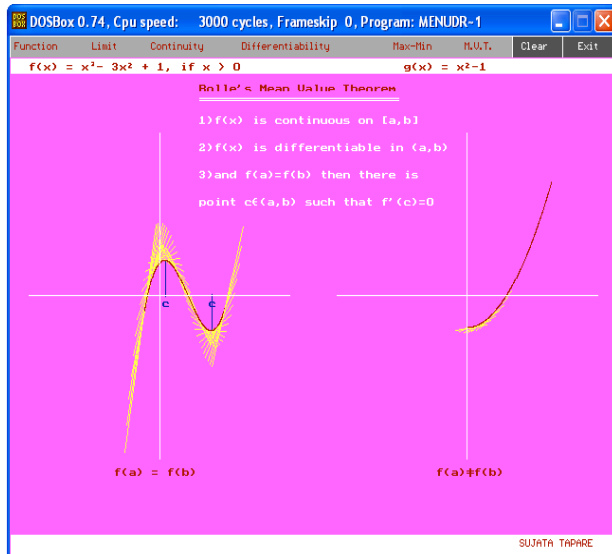 DOSBox 0.74, Cpu speed:    3000 cycles, Frameskip  0, Program: MENUDR~1
Function Limit Continuity Differentiability Max-Min M.V.T. Clear Exit
f(x) = x³- 3x² + 1, if x > 0 g(x) = x²-1
Rolle's Mean Value Theorem
1)f(x) is continuous on [a,b]
2)f(x) is differentiable in (a,b)
3)and f(a)=f(b) then there is
point c∈(a,b) such that f'(c)=0
c c
f(a) = f(b) f(a)≠f(b)
SUJATA TAPARE